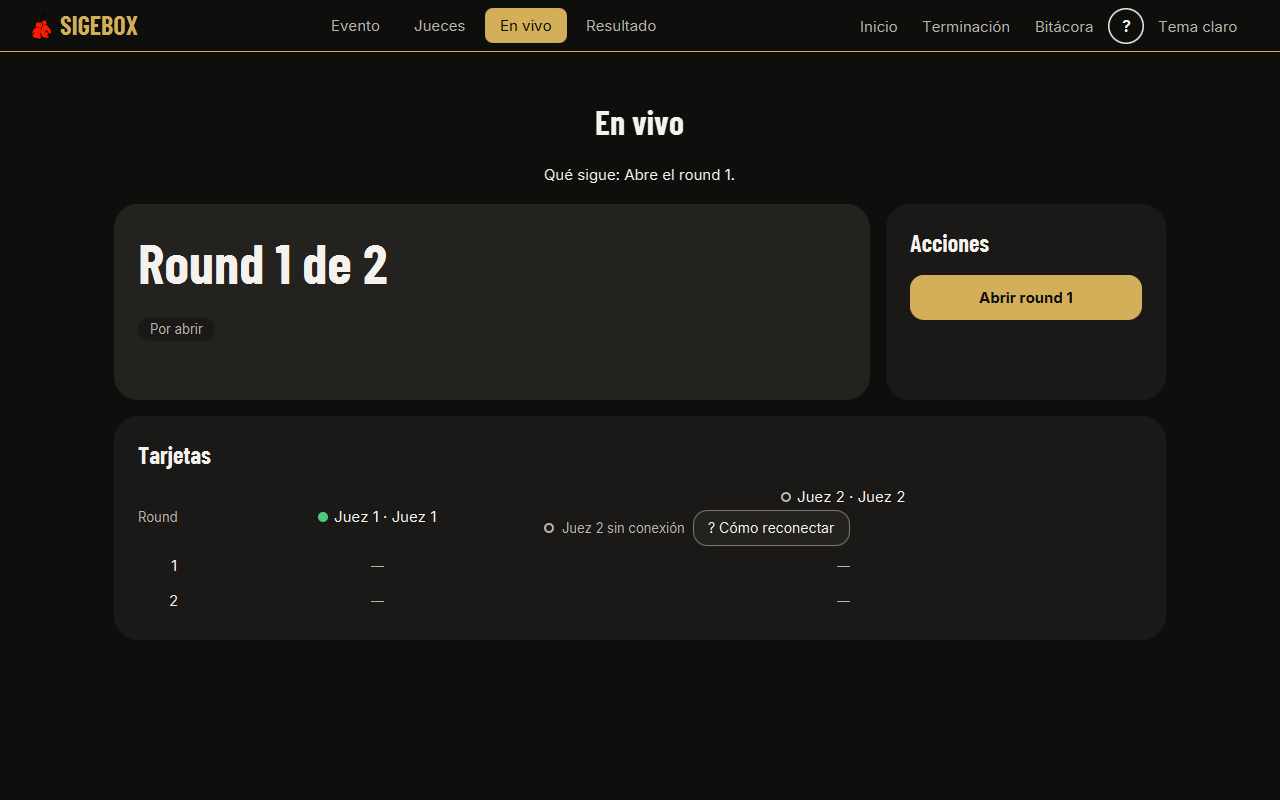 SIGEBOX
Evento Jueces En vivo Resultado
Inicio Terminación Bitácora ? Tema claro
En vivo
Qué sigue: Abre el round 1.
Round 1 de 2
Por abrir
Acciones
Abrir round 1
Tarjetas
Round
Juez 1 · Juez 1
Juez 2 · Juez 2
Juez 2 sin conexión ? Cómo reconectar
1 — —
2 — —